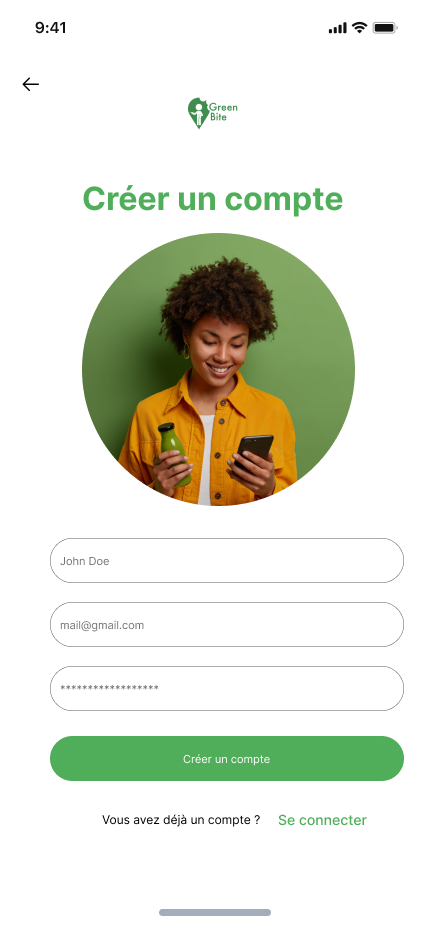 9:41
Green
Bite
Créer un compte
John Doe
mail@gmail.com
******************
Créer un compte
Vous avez déjà un compte ? Se connecter